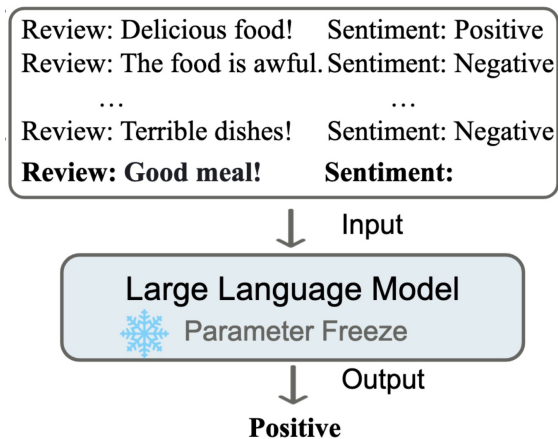 Review: Delicious food! Sentiment: Positive
Review: The food is awful. Sentiment: Negative
... ...
Review: Terrible dishes! Sentiment: Negative
Review: Good meal! Sentiment:
Input
Large Language Model
Parameter Freeze
Output
Positive